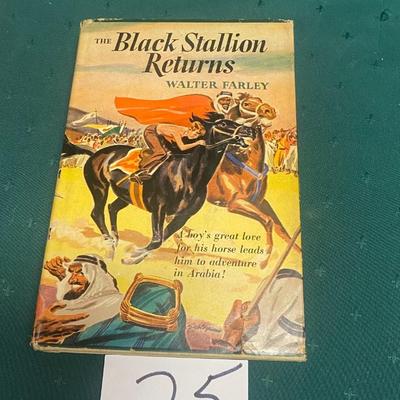 THE Black Stallion
Returns
WALTER FARLEY
A boy's great love
for his horse leads
him to adventure
in Arabia!
25